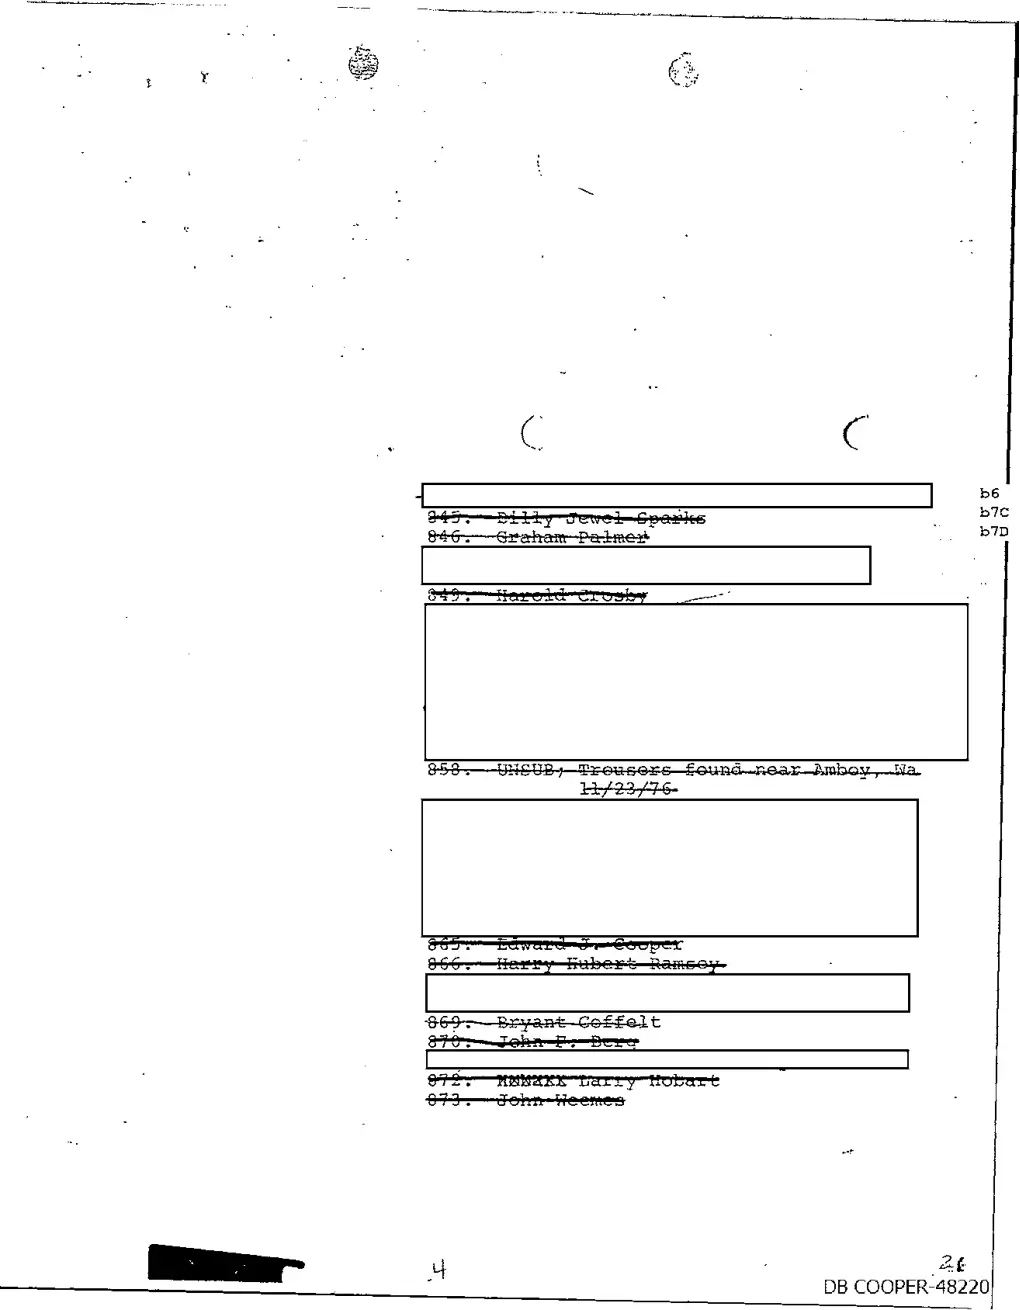 b6
b7C
845. Billy Jewel Sparks
846. Graham Palmer
b7D
849. Harold Crosby
858. UNSUB; Trousers found near Amboy, Wa
11/23/76
865. Edward J. Cooper
866. Harry Hubert Ramsey
869. Bryant Coffelt
870. John F. Berg
872. Larry Hobart
873. John Weemes
4
DB COOPER-48220